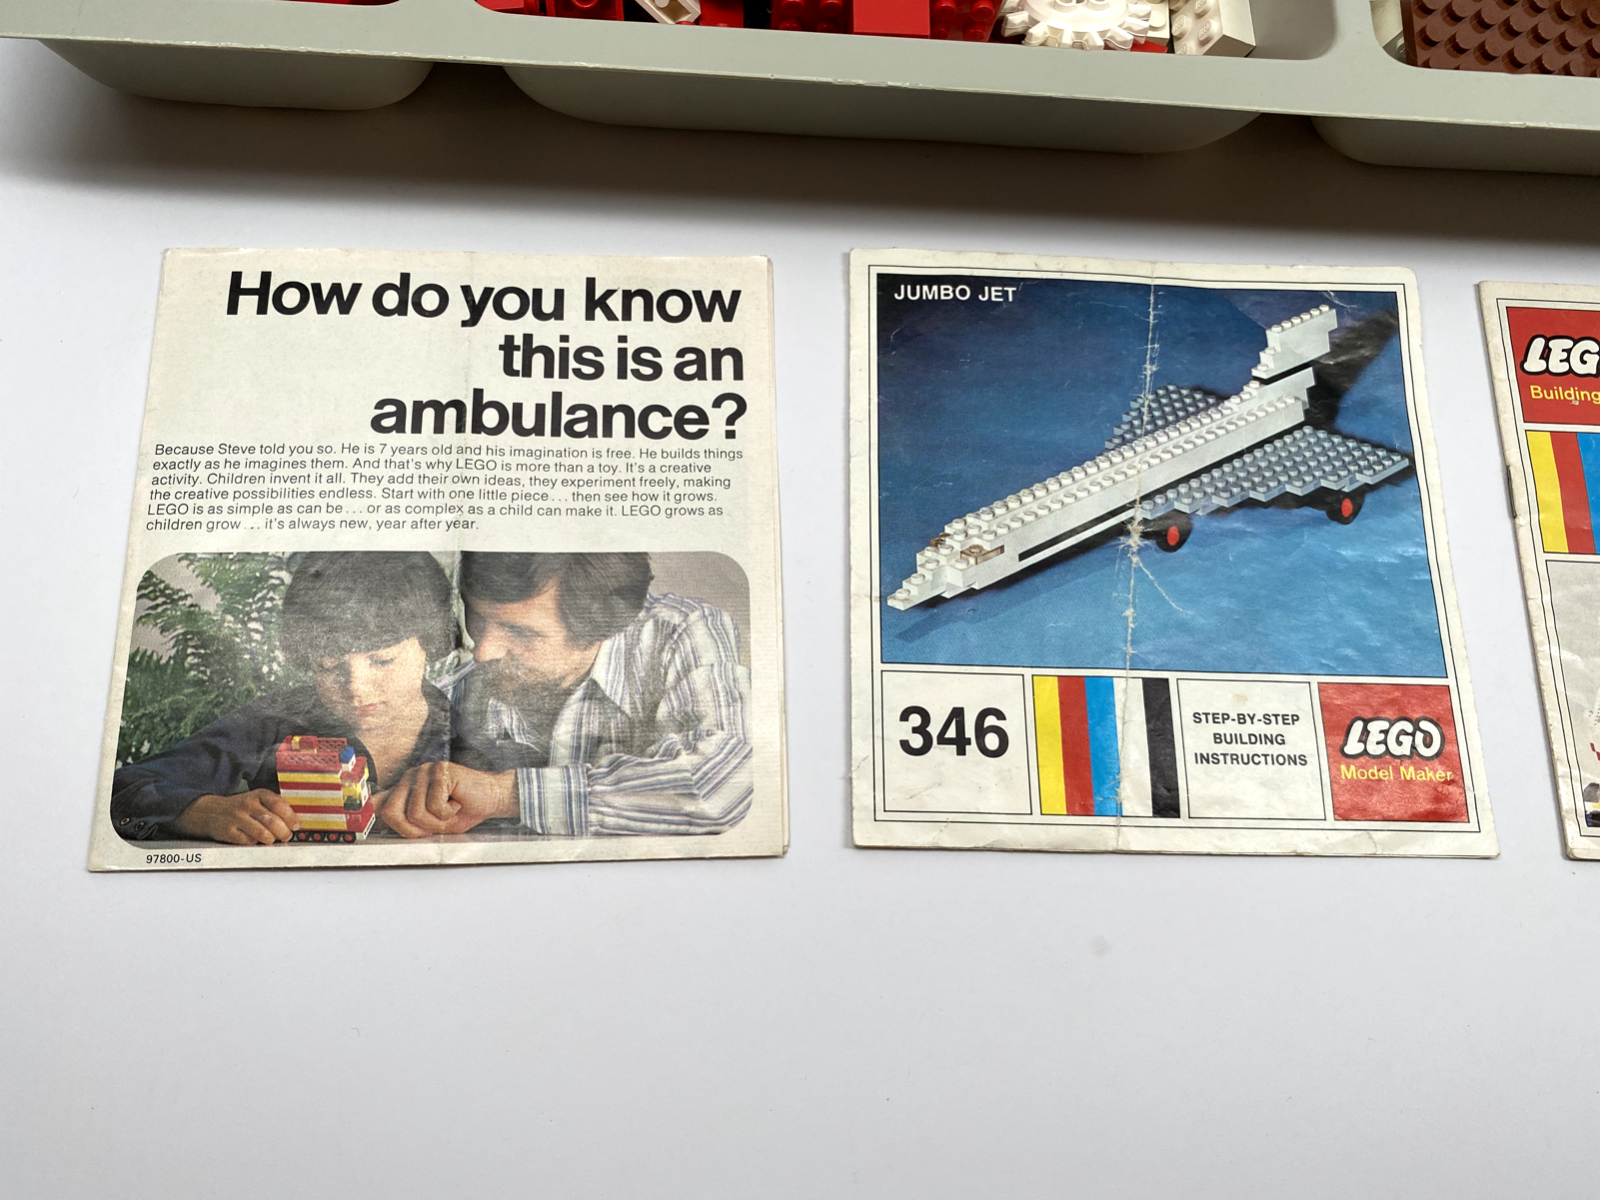 How do you know
this is an
ambulance?
Because Steve told you so. He is 7 years old and his imagination is free. He builds things
exactly as he imagines them. And that's why LEGO is more than a toy. It's a creative
activity. Children invent it all. They add their own ideas, they experiment freely, making
the creative possibilities endless. Start with one little piece... then see how it grows.
LEGO is as simple as can be... or as complex as a child can make it. LEGO grows as
children grow... it's always new, year after year.
97800-US
JUMBO JET
346
STEP-BY-STEP
BUILDING
INSTRUCTIONS
LEGO
Model Maker
LEG
Building